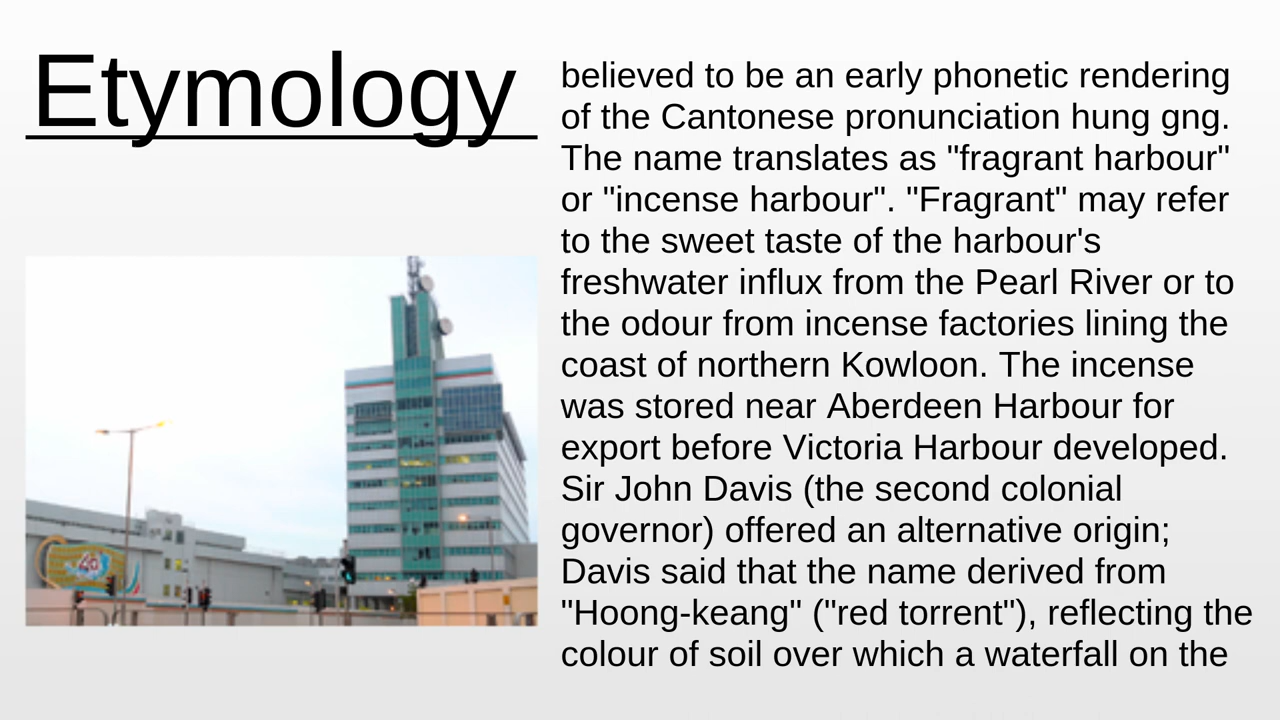 Etymology
believed to be an early phonetic rendering
of the Cantonese pronunciation hung gng.
The name translates as "fragrant harbour"
or "incense harbour". "Fragrant" may refer
to the sweet taste of the harbour's
freshwater influx from the Pearl River or to
the odour from incense factories lining the
coast of northern Kowloon. The incense
was stored near Aberdeen Harbour for
export before Victoria Harbour developed.
Sir John Davis (the second colonial
governor) offered an alternative origin;
Davis said that the name derived from
"Hoong-keang" ("red torrent"), reflecting the
colour of soil over which a waterfall on the